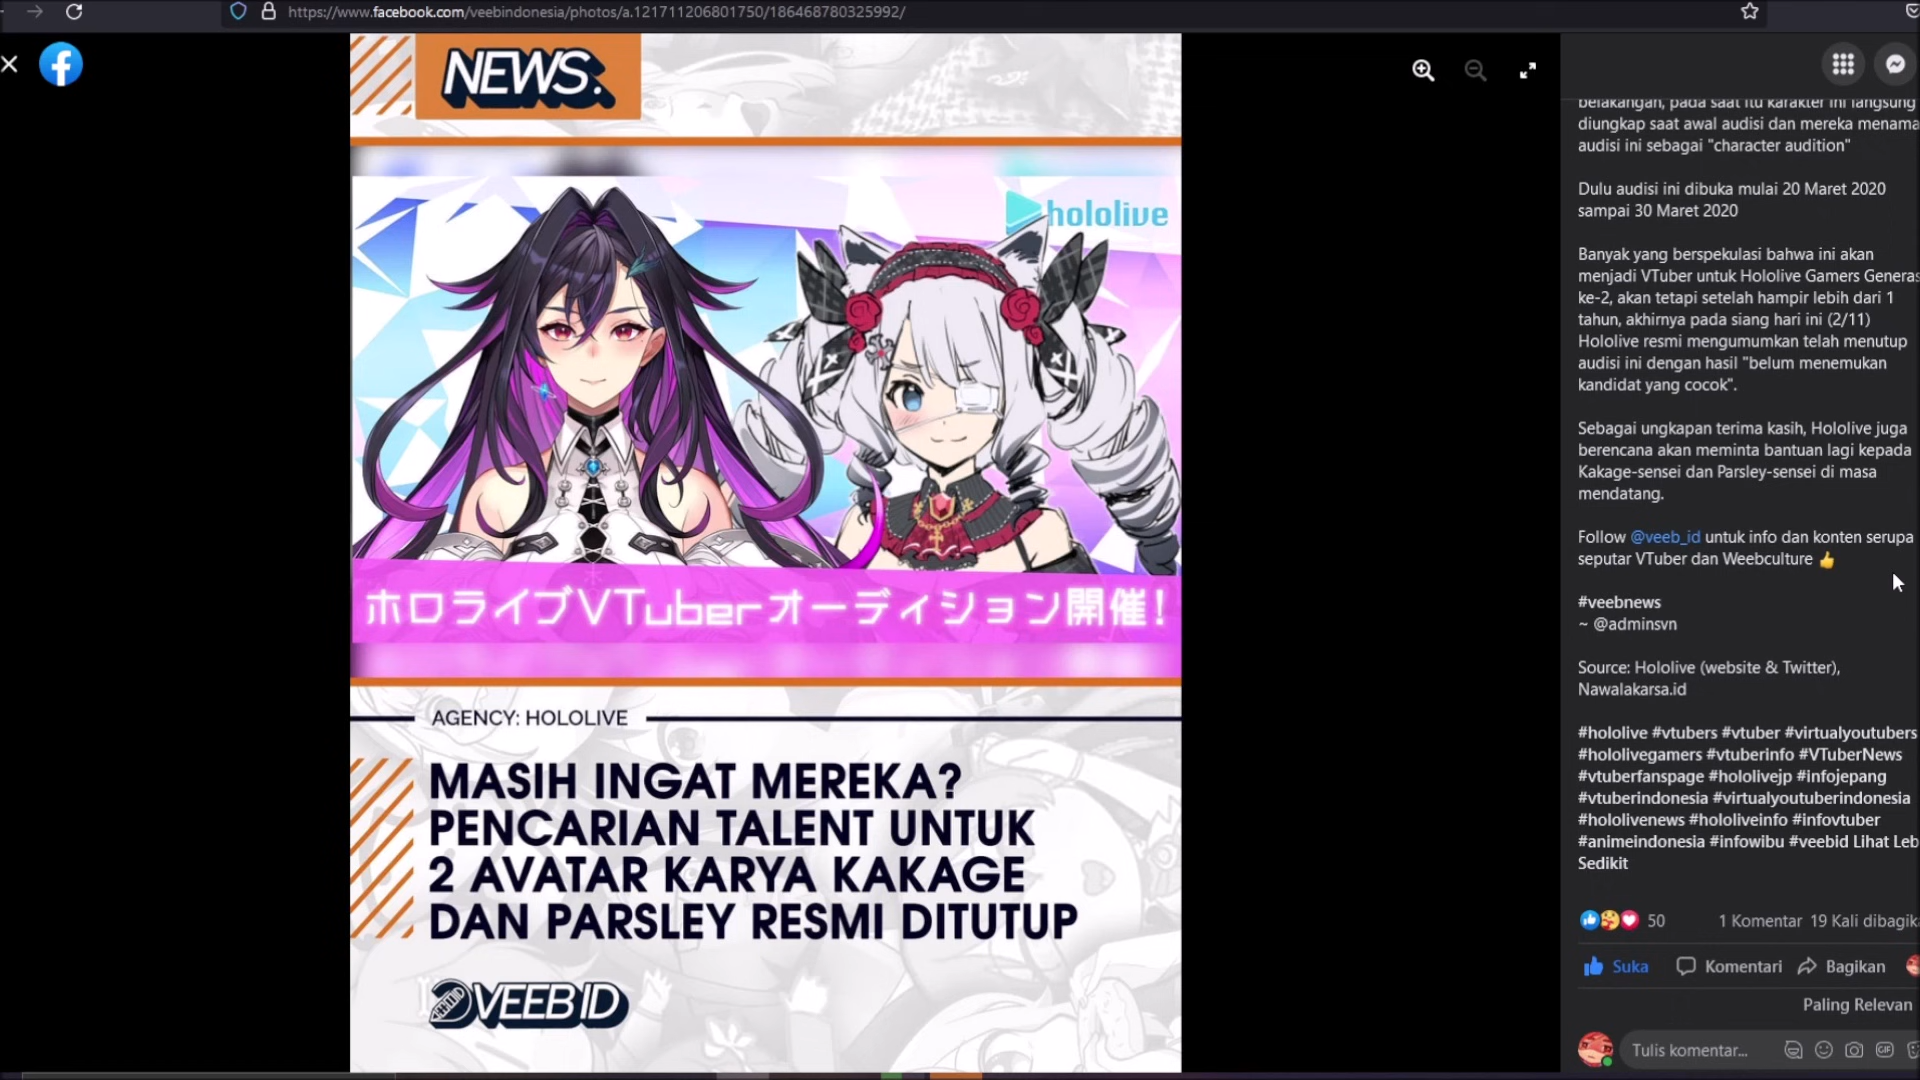 https://www.facebook.com/veebindonesia/photos/a.121711206801750/186468780325992/
NEWS.
hololive
ホロライブVTuberオーディション開催!
AGENCY: HOLOLIVE
MASIH INGAT MEREKA?
PENCARIAN TALENT UNTUK
2 AVATAR KARYA KAKAGE
DAN PARSLEY RESMI DITUTUP
VEEB ID
belakangan, pada saat itu karakter ini langsung
diungkap saat awal audisi dan mereka menama
audisi ini sebagai "character audition"
Dulu audisi ini dibuka mulai 20 Maret 2020
sampai 30 Maret 2020
Banyak yang berspekulasi bahwa ini akan
menjadi VTuber untuk Hololive Gamers Generas
ke-2, akan tetapi setelah hampir lebih dari 1
tahun, akhirnya pada siang hari ini (2/11)
Hololive resmi mengumumkan telah menutup
audisi ini dengan hasil "belum menemukan
kandidat yang cocok".
Sebagai ungkapan terima kasih, Hololive juga
berencana akan meminta bantuan lagi kepada
Kakage-sensei dan Parsley-sensei di masa
mendatang.
Follow @veeb_id untuk info dan konten serupa
seputar VTuber dan Weebculture 👍
#veebnews
~ @adminsvn
Source: Hololive (website & Twitter),
Nawalakarsa.id
#hololive #vtubers #vtuber #virtualyoutubers
#hololivegamers #vtuberinfo #VTuberNews
#vtuberfanspage #hololivejp #infojepang
#vtuberindonesia #virtualyoutuberindonesia
#hololivenews #hololiveinfo #infovtuber
#animeindonesia #infowibu #veebid Lihat Leb
Sedikit
50 1 Komentar 19 Kali dibagika
Suka Komentari Bagikan
Paling Relevan
Tulis komentar... GIF